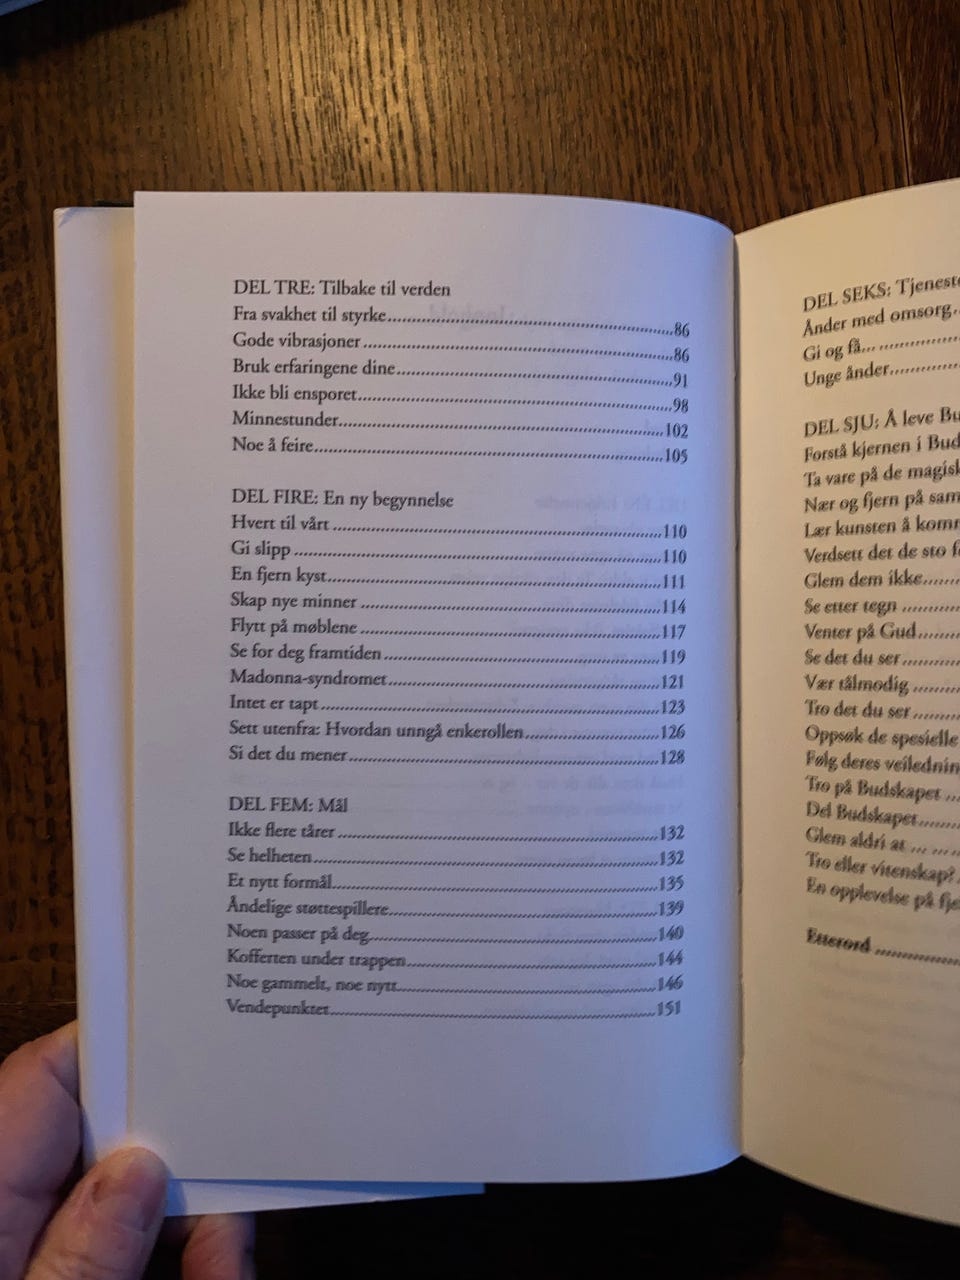 DEL TRE: Tilbake til verden
Fra svakhet til styrke........86
Gode vibrasjoner........86
Bruk erfaringene dine........91
Ikke bli ensporet........98
Minnestunder........102
Noe å feire........105
DEL FIRE: En ny begynnelse
Hvert til vårt........110
Gi slipp........110
En fjern kyst........111
Skap nye minner........114
Flytt på møblene........117
Se for deg framtiden........119
Madonna-syndromet........121
Intet er tapt........123
Sett utenfra: Hvordan unngå enkerollen........126
Si det du mener........128
DEL FEM: Mål
Ikke flere tårer........132
Se helheten........132
Et nytt formål........135
Åndelige støttespillere........139
Noen passer på deg........140
Kofferten under trappen........144
Noe gammelt, noe nytt........146
Vendepunktet........151
DEL SEKS: Tjeneste
Ånder med omsorg........
Gi og få... ........
Unge ånder........
DEL SJU: Å leve Bu
Forstå kjernen i Bud
Ta vare på de magisk
Nær og fjern på sam
Lær kunsten å komm
Verdsett det de sto f
Glem dem ikke........
Se etter tegn........
Venter på Gud........
Se det du ser........
Vær tålmodig........
Tro det du ser........
Oppsøk de spesielle
Følg deres veilednin
Tro på Budskapet ...
Del Budskapet........
Glem aldri at ... ... ..
Tro eller vitenskap? .
En opplevelse på fje
Etterord........